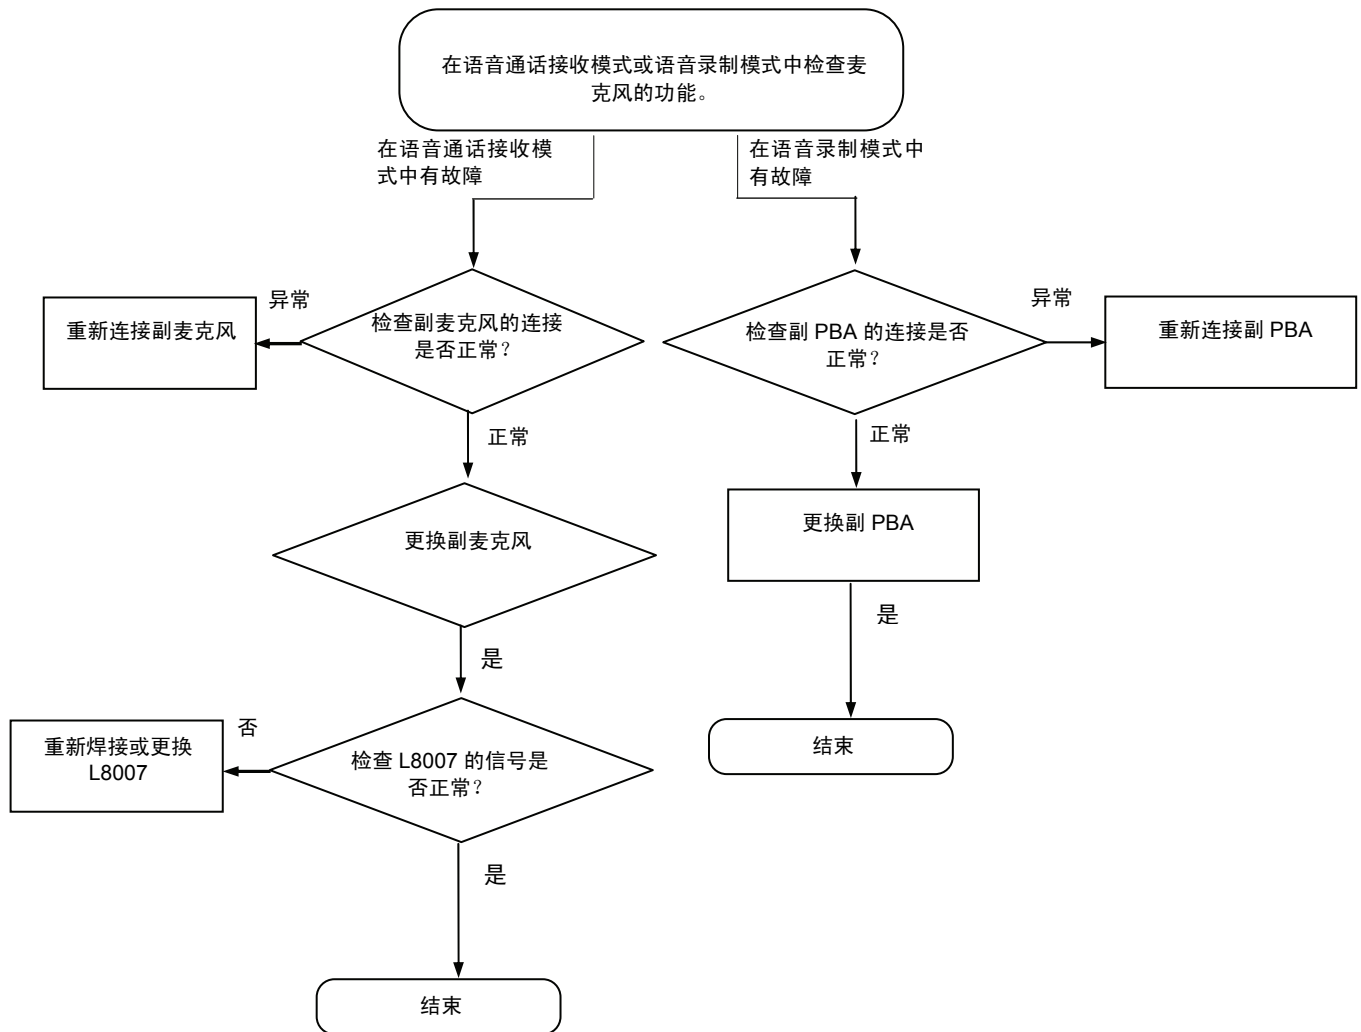 在语音通话接收模式或语音录制模式中检查麦
克风的功能。
在语音通话接收模
式中有故障
在语音录制模式中
有故障
异常
重新连接副麦克风
检查副麦克风的连接
是否正常？
检查副 PBA 的连接是否
正常？
异常
重新连接副 PBA
正常
正常
更换副麦克风
更换副 PBA
是
是
否
重新焊接或更换
L8007
检查 L8007 的信号是
否正常？
结束
是
结束